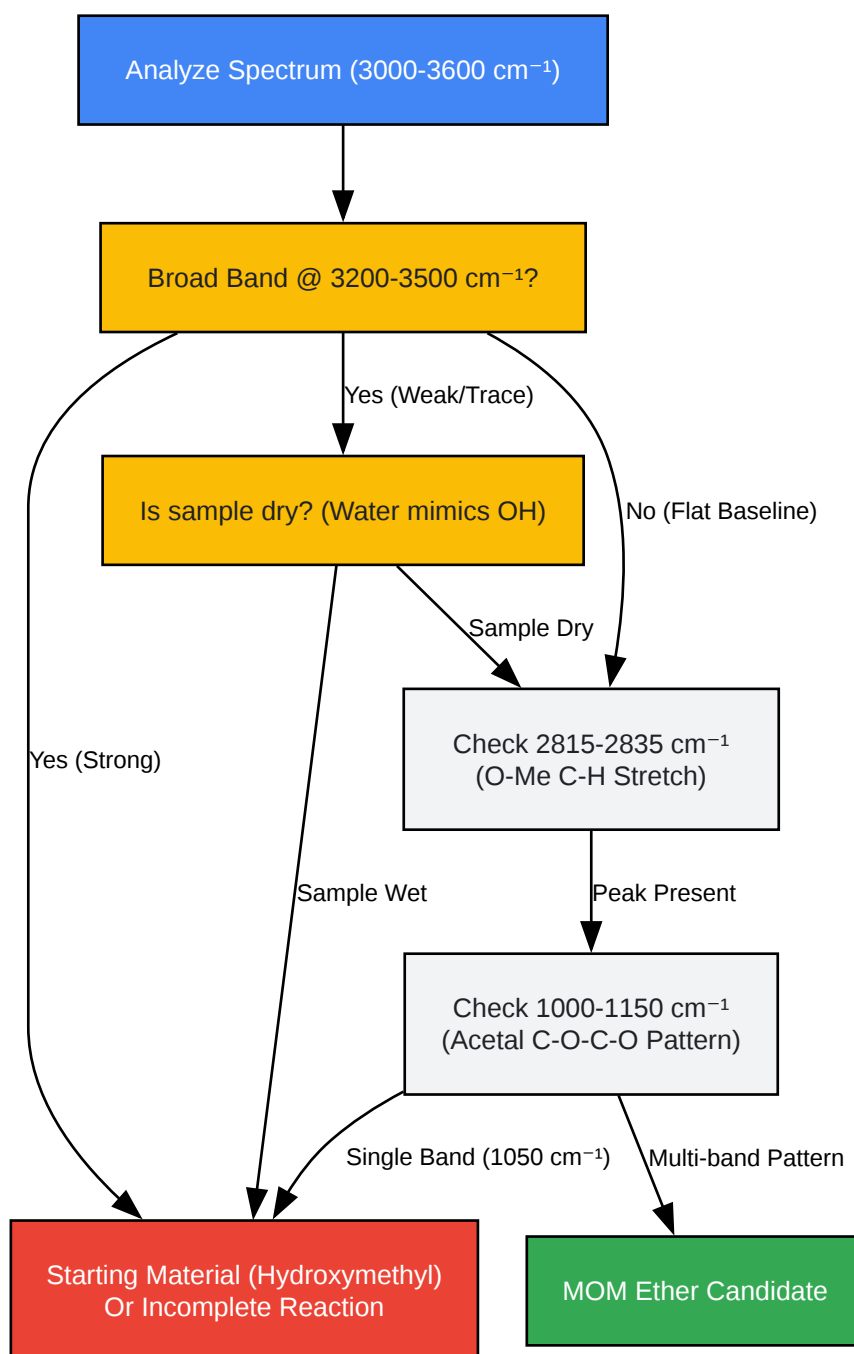 Analyze Spectrum (3000-3600 cm⁻¹)
Broad Band @ 3200-3500 cm⁻¹?
Yes (Weak/Trace)
Is sample dry? (Water mimics OH)
No (Flat Baseline)
Sample Dry
Check 2815-2835 cm⁻¹
(O-Me C-H Stretch)
Yes (Strong)
Sample Wet
Peak Present
Check 1000-1150 cm⁻¹
(Acetal C-O-C-O Pattern)
Single Band (1050 cm⁻¹)
Multi-band Pattern
Starting Material (Hydroxymethyl)
Or Incomplete Reaction
MOM Ether Candidate